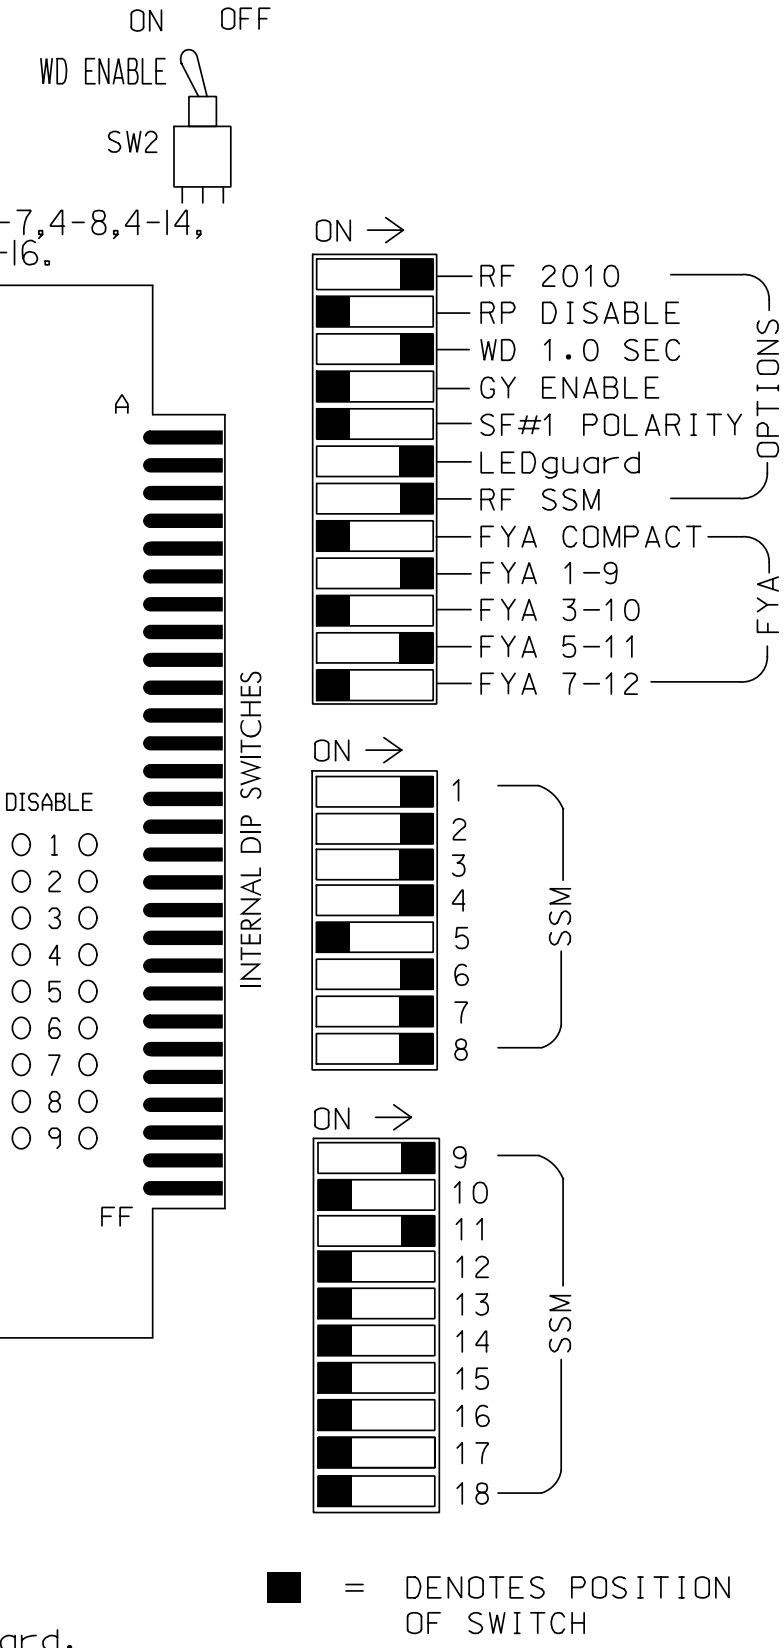 ON OFF
WD ENABLE
SW2
-7,4-8,4-14,
-16.
ON →
RF 2010
RP DISABLE
WD 1.0 SEC
GY ENABLE
SF#1 POLARITY
LEDguard
RF SSM
OPTIONS
FYA COMPACT
FYA 1-9
FYA 3-10
FYA 5-11
FYA 7-12
FYA
A
FF
INTERNAL DIP SWITCHES
DISABLE
1
2
3
4
5
6
7
8
9
ON →
1
2
3
4
5
6
7
8
SSM
ON →
9
10
11
12
13
14
15
16
17
18
SSM
= DENOTES POSITION
OF SWITCH
ard.